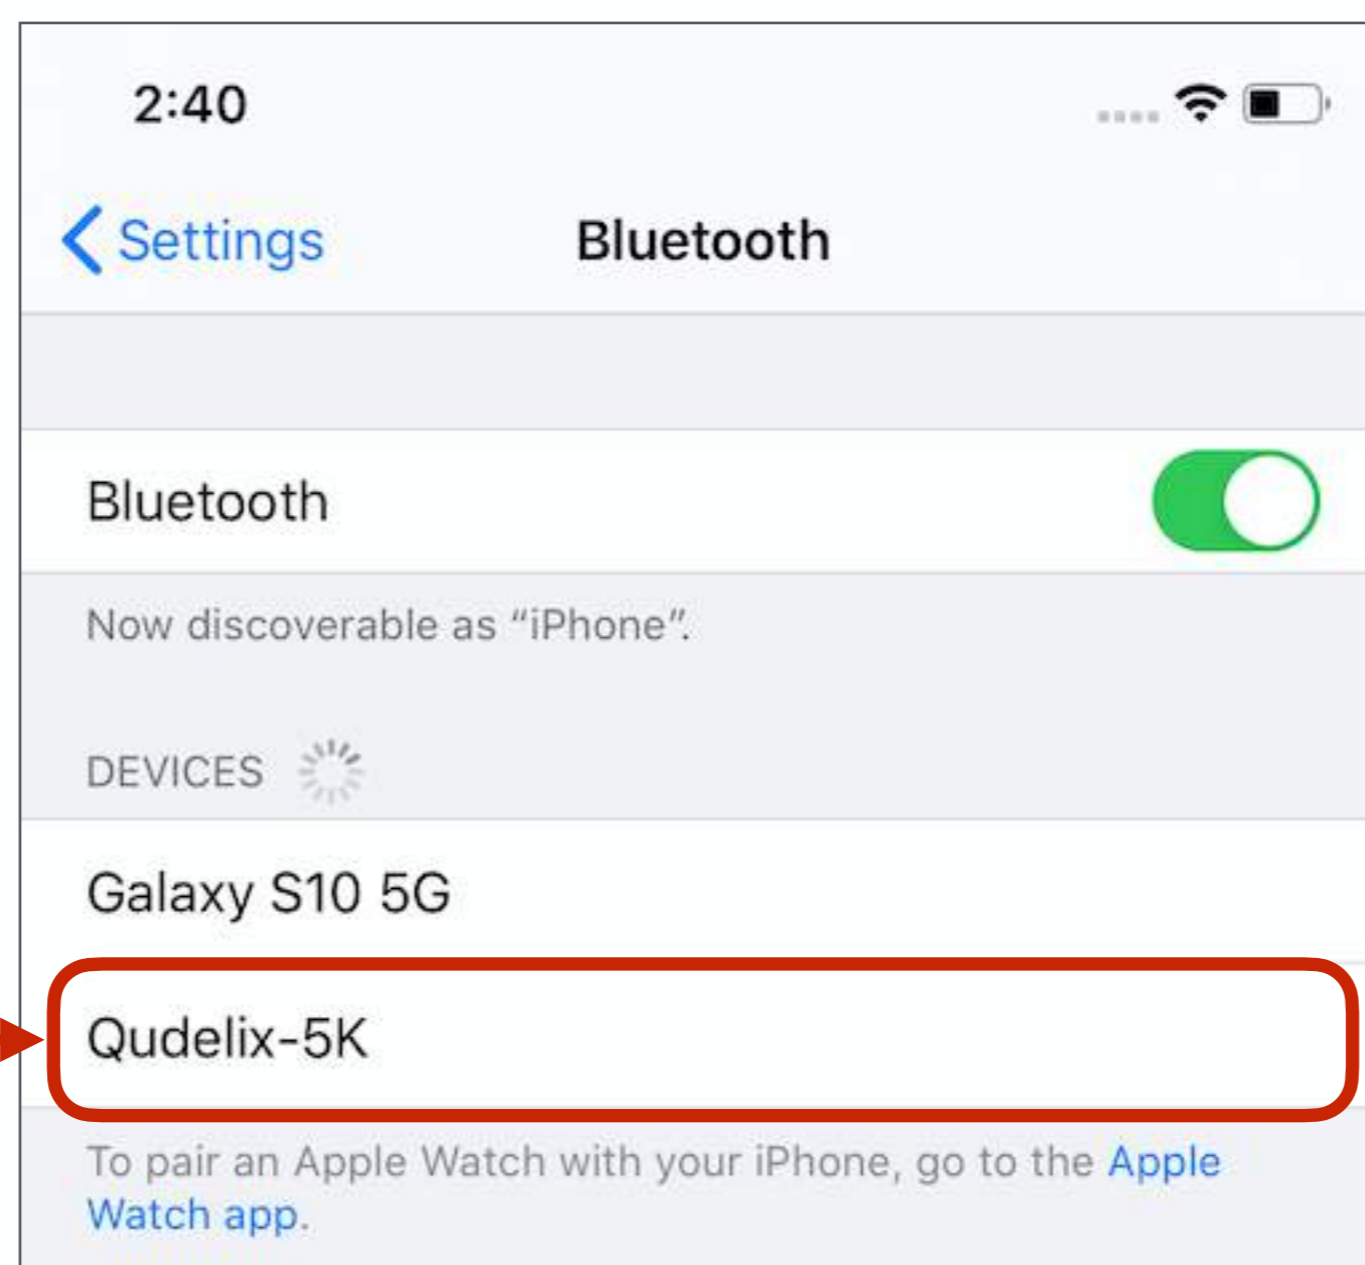 2:40
Settings
Bluetooth
Bluetooth
Now discoverable as “iPhone”.
DEVICES
Galaxy S10 5G
Qudelix-5K
To pair an Apple Watch with your iPhone, go to the Apple
Watch app.